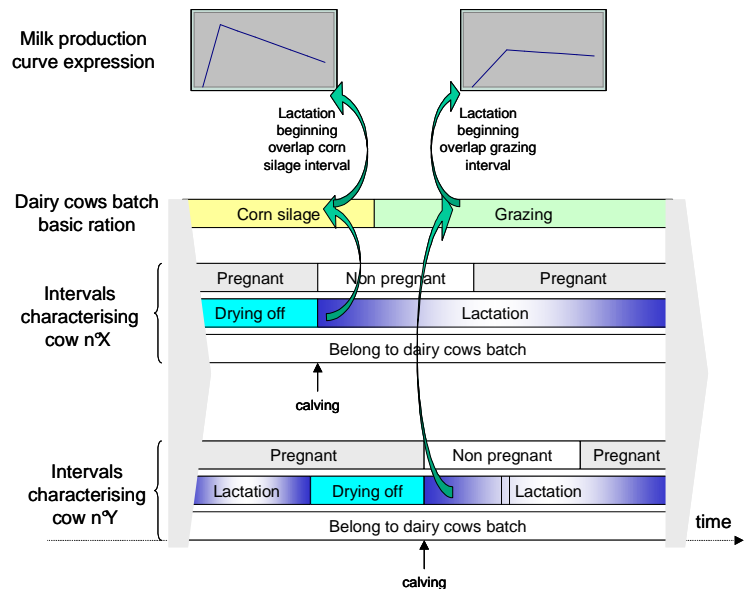 Milk production
curve expression
Lactation
beginning
overlap corn
silage interval
Lactation
beginning
overlap grazing
interval
Dairy cows batch
basic ration
Corn silage
Grazing
Intervals
characterising
cow n°X
Pregnant
Non pregnant
Pregnant
Drying off
Lactation
Belong to dairy cows batch
calving
Intervals
characterising
cow n°Y
Pregnant
Non pregnant
Pregnant
Lactation
Drying off
Lactation
Belong to dairy cows batch
time
calving